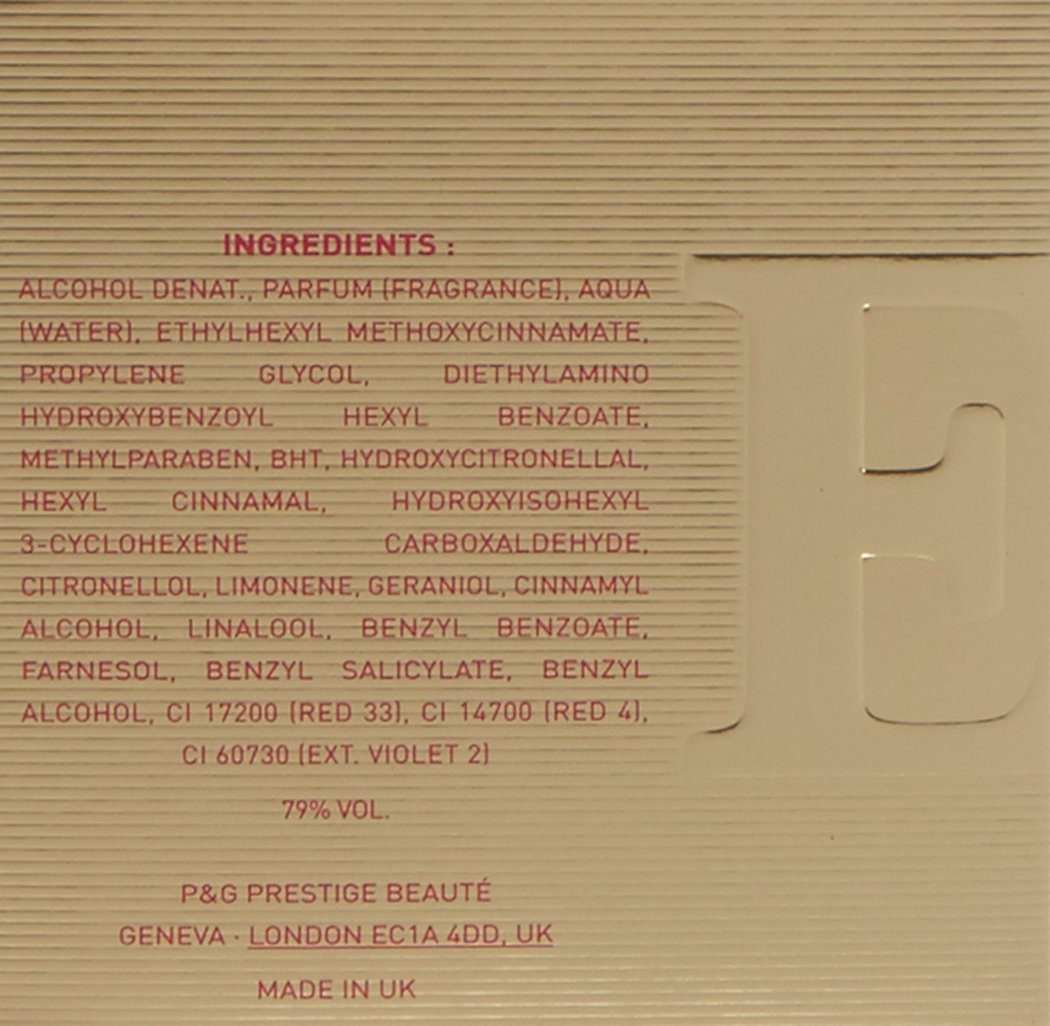 INGREDIENTS :
ALCOHOL DENAT., PARFUM (FRAGRANCE), AQUA
(WATER), ETHYLHEXYL METHOXYCINNAMATE,
PROPYLENE GLYCOL, DIETHYLAMINO
HYDROXYBENZOYL HEXYL BENZOATE,
METHYLPARABEN, BHT, HYDROXYCITRONELLAL,
HEXYL CINNAMAL, HYDROXYISOHEXYL
3-CYCLOHEXENE CARBOXALDEHYDE,
CITRONELLOL, LIMONENE, GERANIOL, CINNAMYL
ALCOHOL, LINALOOL, BENZYL BENZOATE,
FARNESOL, BENZYL SALICYLATE, BENZYL
ALCOHOL, CI 17200 (RED 33), CI 14700 (RED 4),
CI 60730 (EXT. VIOLET 2)
79% VOL.
P&G PRESTIGE BEAUTÉ
GENEVA · LONDON EC1A 4DD, UK
MADE IN UK
E